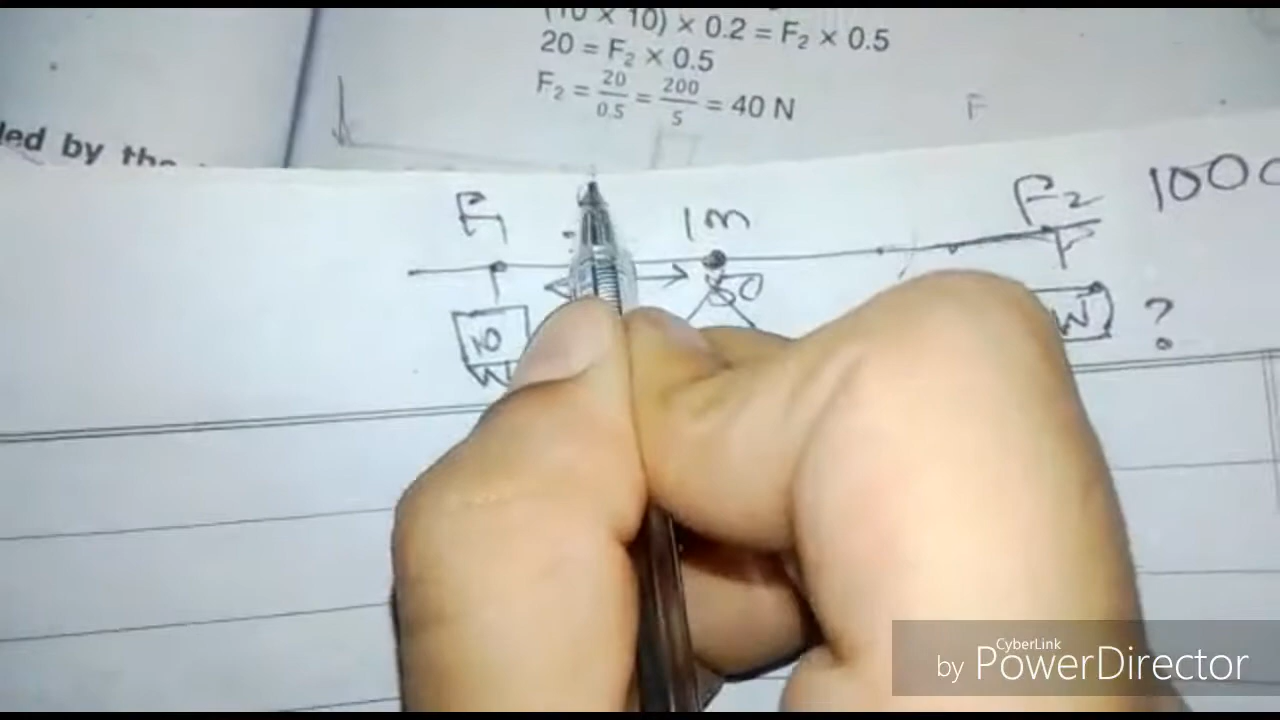 (10 × 10) × 0.2 = F₂ × 0.5
20 = F₂ × 0.5
F₂ = 20/0.5 = 200/5 = 40 N
F
led by the
F₁ 1m F₂ 1000
50
10 W ?
by CyberLink PowerDirector